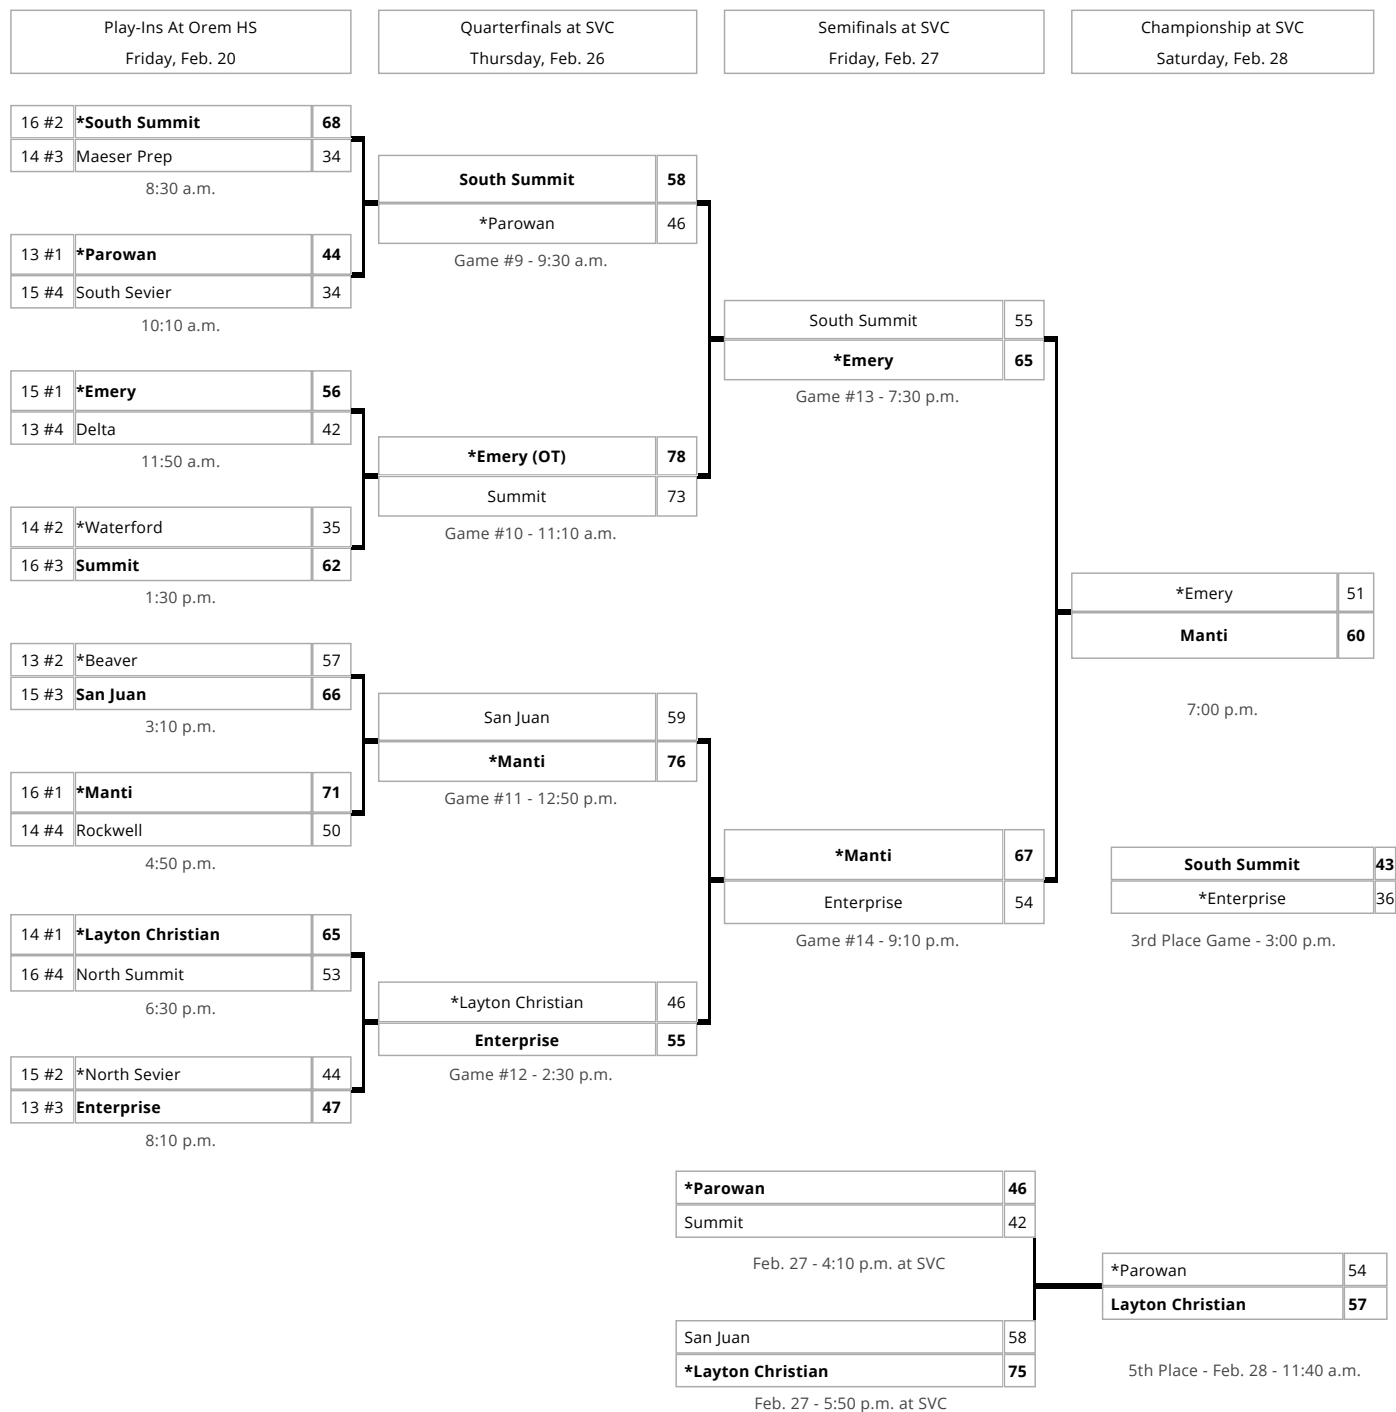 Play-Ins At Orem HS
Friday, Feb. 20
Quarterfinals at SVC
Thursday, Feb. 26
Semifinals at SVC
Friday, Feb. 27
Championship at SVC
Saturday, Feb. 28
16 #2 *South Summit 68
14 #3 Maeser Prep 34
8:30 a.m.
13 #1 *Parowan 44
15 #4 South Sevier 34
10:10 a.m.
15 #1 *Emery 56
13 #4 Delta 42
11:50 a.m.
14 #2 *Waterford 35
16 #3 Summit 62
1:30 p.m.
13 #2 *Beaver 57
15 #3 San Juan 66
3:10 p.m.
16 #1 *Manti 71
14 #4 Rockwell 50
4:50 p.m.
14 #1 *Layton Christian 65
16 #4 North Summit 53
6:30 p.m.
15 #2 *North Sevier 44
13 #3 Enterprise 47
8:10 p.m.
South Summit 58
*Parowan 46
Game #9 - 9:30 a.m.
*Emery (OT) 78
Summit 73
Game #10 - 11:10 a.m.
San Juan 59
*Manti 76
Game #11 - 12:50 p.m.
*Layton Christian 46
Enterprise 55
Game #12 - 2:30 p.m.
South Summit 55
*Emery 65
Game #13 - 7:30 p.m.
*Manti 67
Enterprise 54
Game #14 - 9:10 p.m.
*Emery 51
Manti 60
7:00 p.m.
South Summit 43
*Enterprise 36
3rd Place Game - 3:00 p.m.
*Parowan 46
Summit 42
Feb. 27 - 4:10 p.m. at SVC
San Juan 58
*Layton Christian 75
Feb. 27 - 5:50 p.m. at SVC
*Parowan 54
Layton Christian 57
5th Place - Feb. 28 - 11:40 a.m.